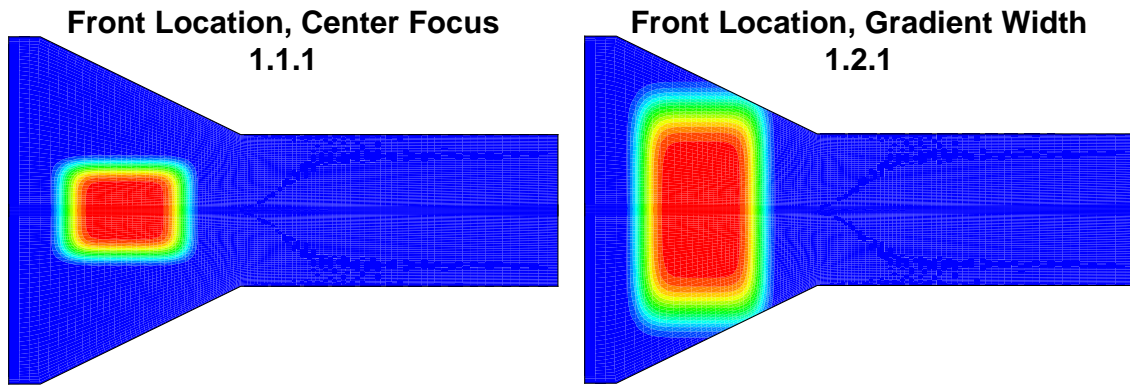 Front Location, Center Focus
1.1.1
Front Location, Gradient Width
1.2.1